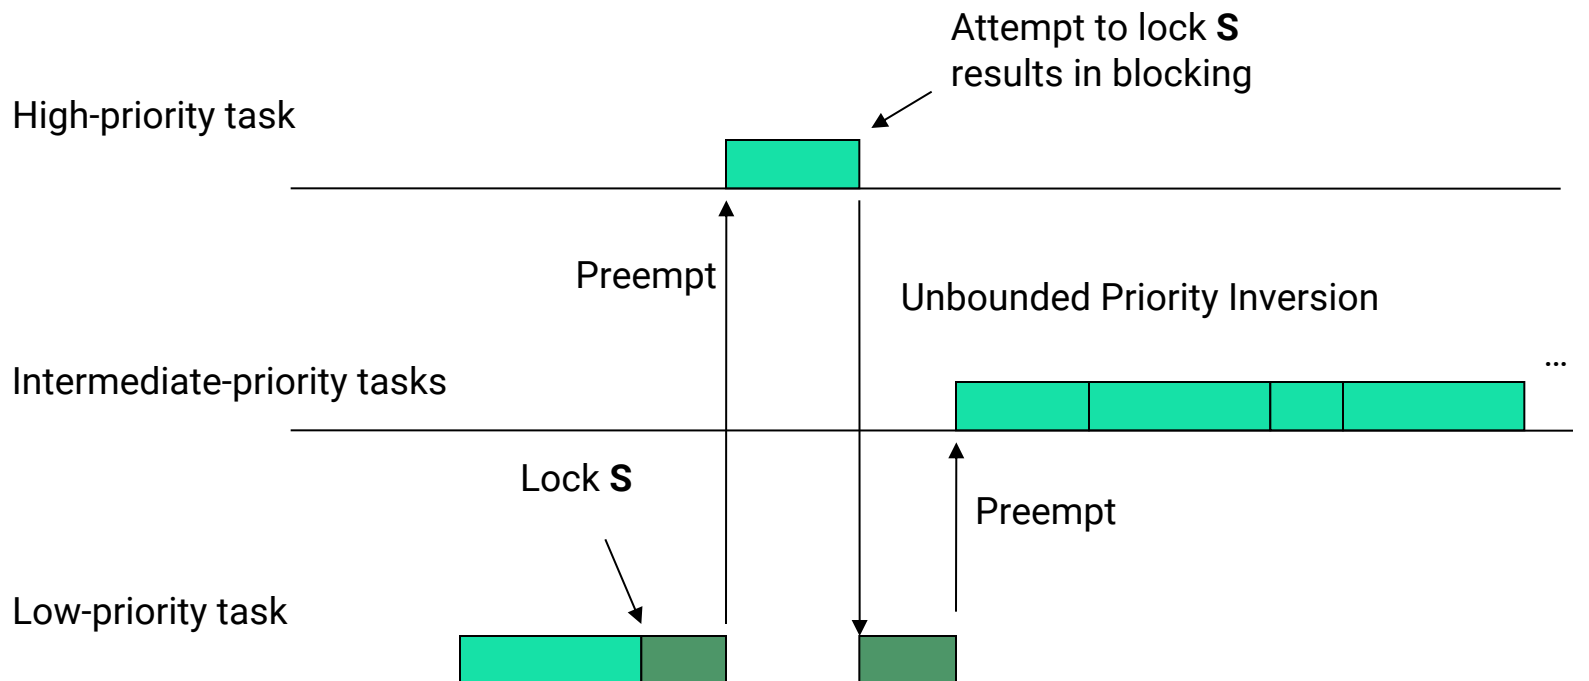 Attempt to lock S
results in blocking
High-priority task
Preempt
Unbounded Priority Inversion
...
Intermediate-priority tasks
Lock S
Preempt
Low-priority task